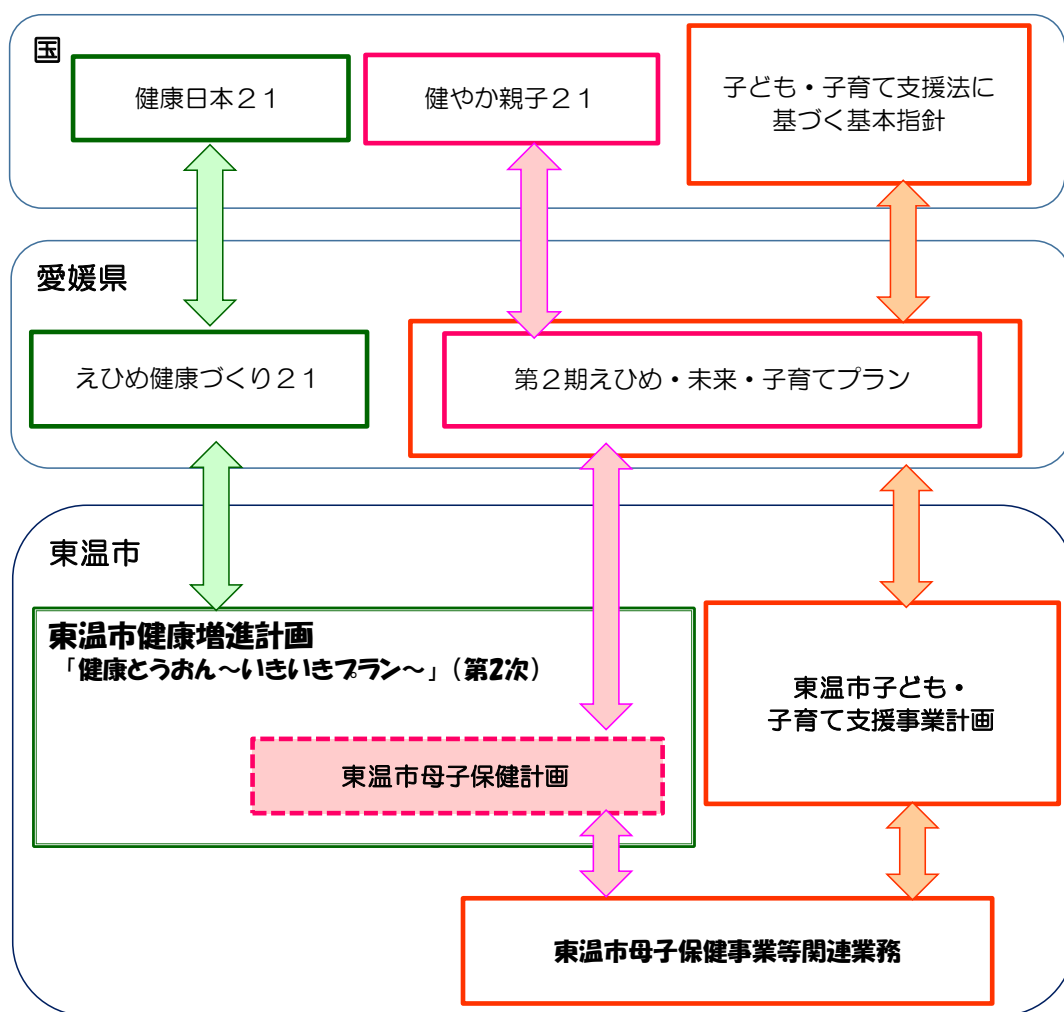 国
健康日本２１
健やか親子２１
子ども・子育て支援法に
基づく基本指針
愛媛県
えひめ健康づくり２１
第２期えひめ・未来・子育てプラン
東温市
東温市健康増進計画
「健康とうおん～いきいきプラン～」（第2次）
東温市子ども・
子育て支援事業計画
東温市母子保健計画
東温市母子保健事業等関連業務